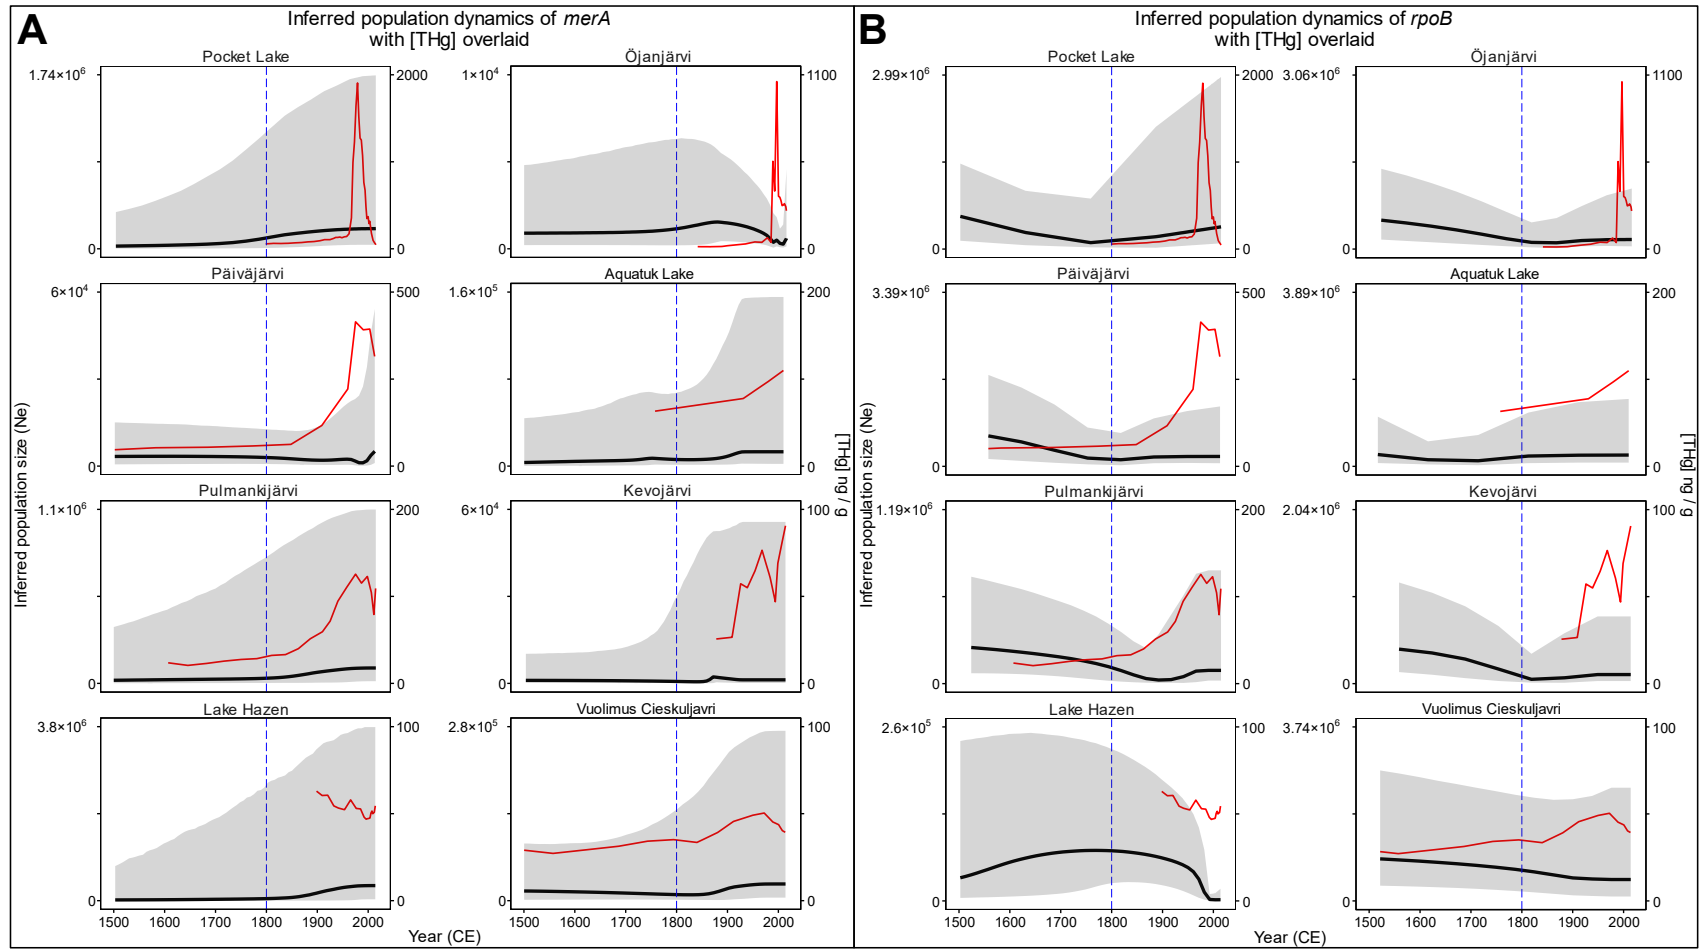 A
Inferred population dynamics of merA
with [THg] overlaid
Pocket Lake
1.74×10⁶
0
2000
0
Öjanjärvi
1×10⁴
0
1100
0
Päiväjärvi
6×10⁴
0
500
0
Aquatuk Lake
1.6×10⁵
0
200
0
Pulmankijärvi
1.1×10⁶
0
200
0
Kevojärvi
6×10⁴
0
100
0
Lake Hazen
3.8×10⁶
0
100
0
Vuolimus Cieskuljavri
2.8×10⁵
0
100
0
1500 1600 1700 1800 1900 2000
1500 1600 1700 1800 1900 2000
Year (CE)
Inferred population size (Ne)
[THg] ng / g
B
Inferred population dynamics of rpoB
with [THg] overlaid
Pocket Lake
2.99×10⁶
0
2000
0
Öjanjärvi
3.06×10⁶
0
1100
0
Päiväjärvi
3.39×10⁶
0
500
0
Aquatuk Lake
3.89×10⁶
0
200
0
Pulmankijärvi
1.19×10⁶
0
200
0
Kevojärvi
2.04×10⁶
0
100
0
Lake Hazen
2.6×10⁵
0
100
0
Vuolimus Cieskuljavri
3.74×10⁶
0
100
0
1500 1600 1700 1800 1900 2000
1500 1600 1700 1800 1900 2000
Year (CE)
Inferred population size (Ne)
[THg] ng / g